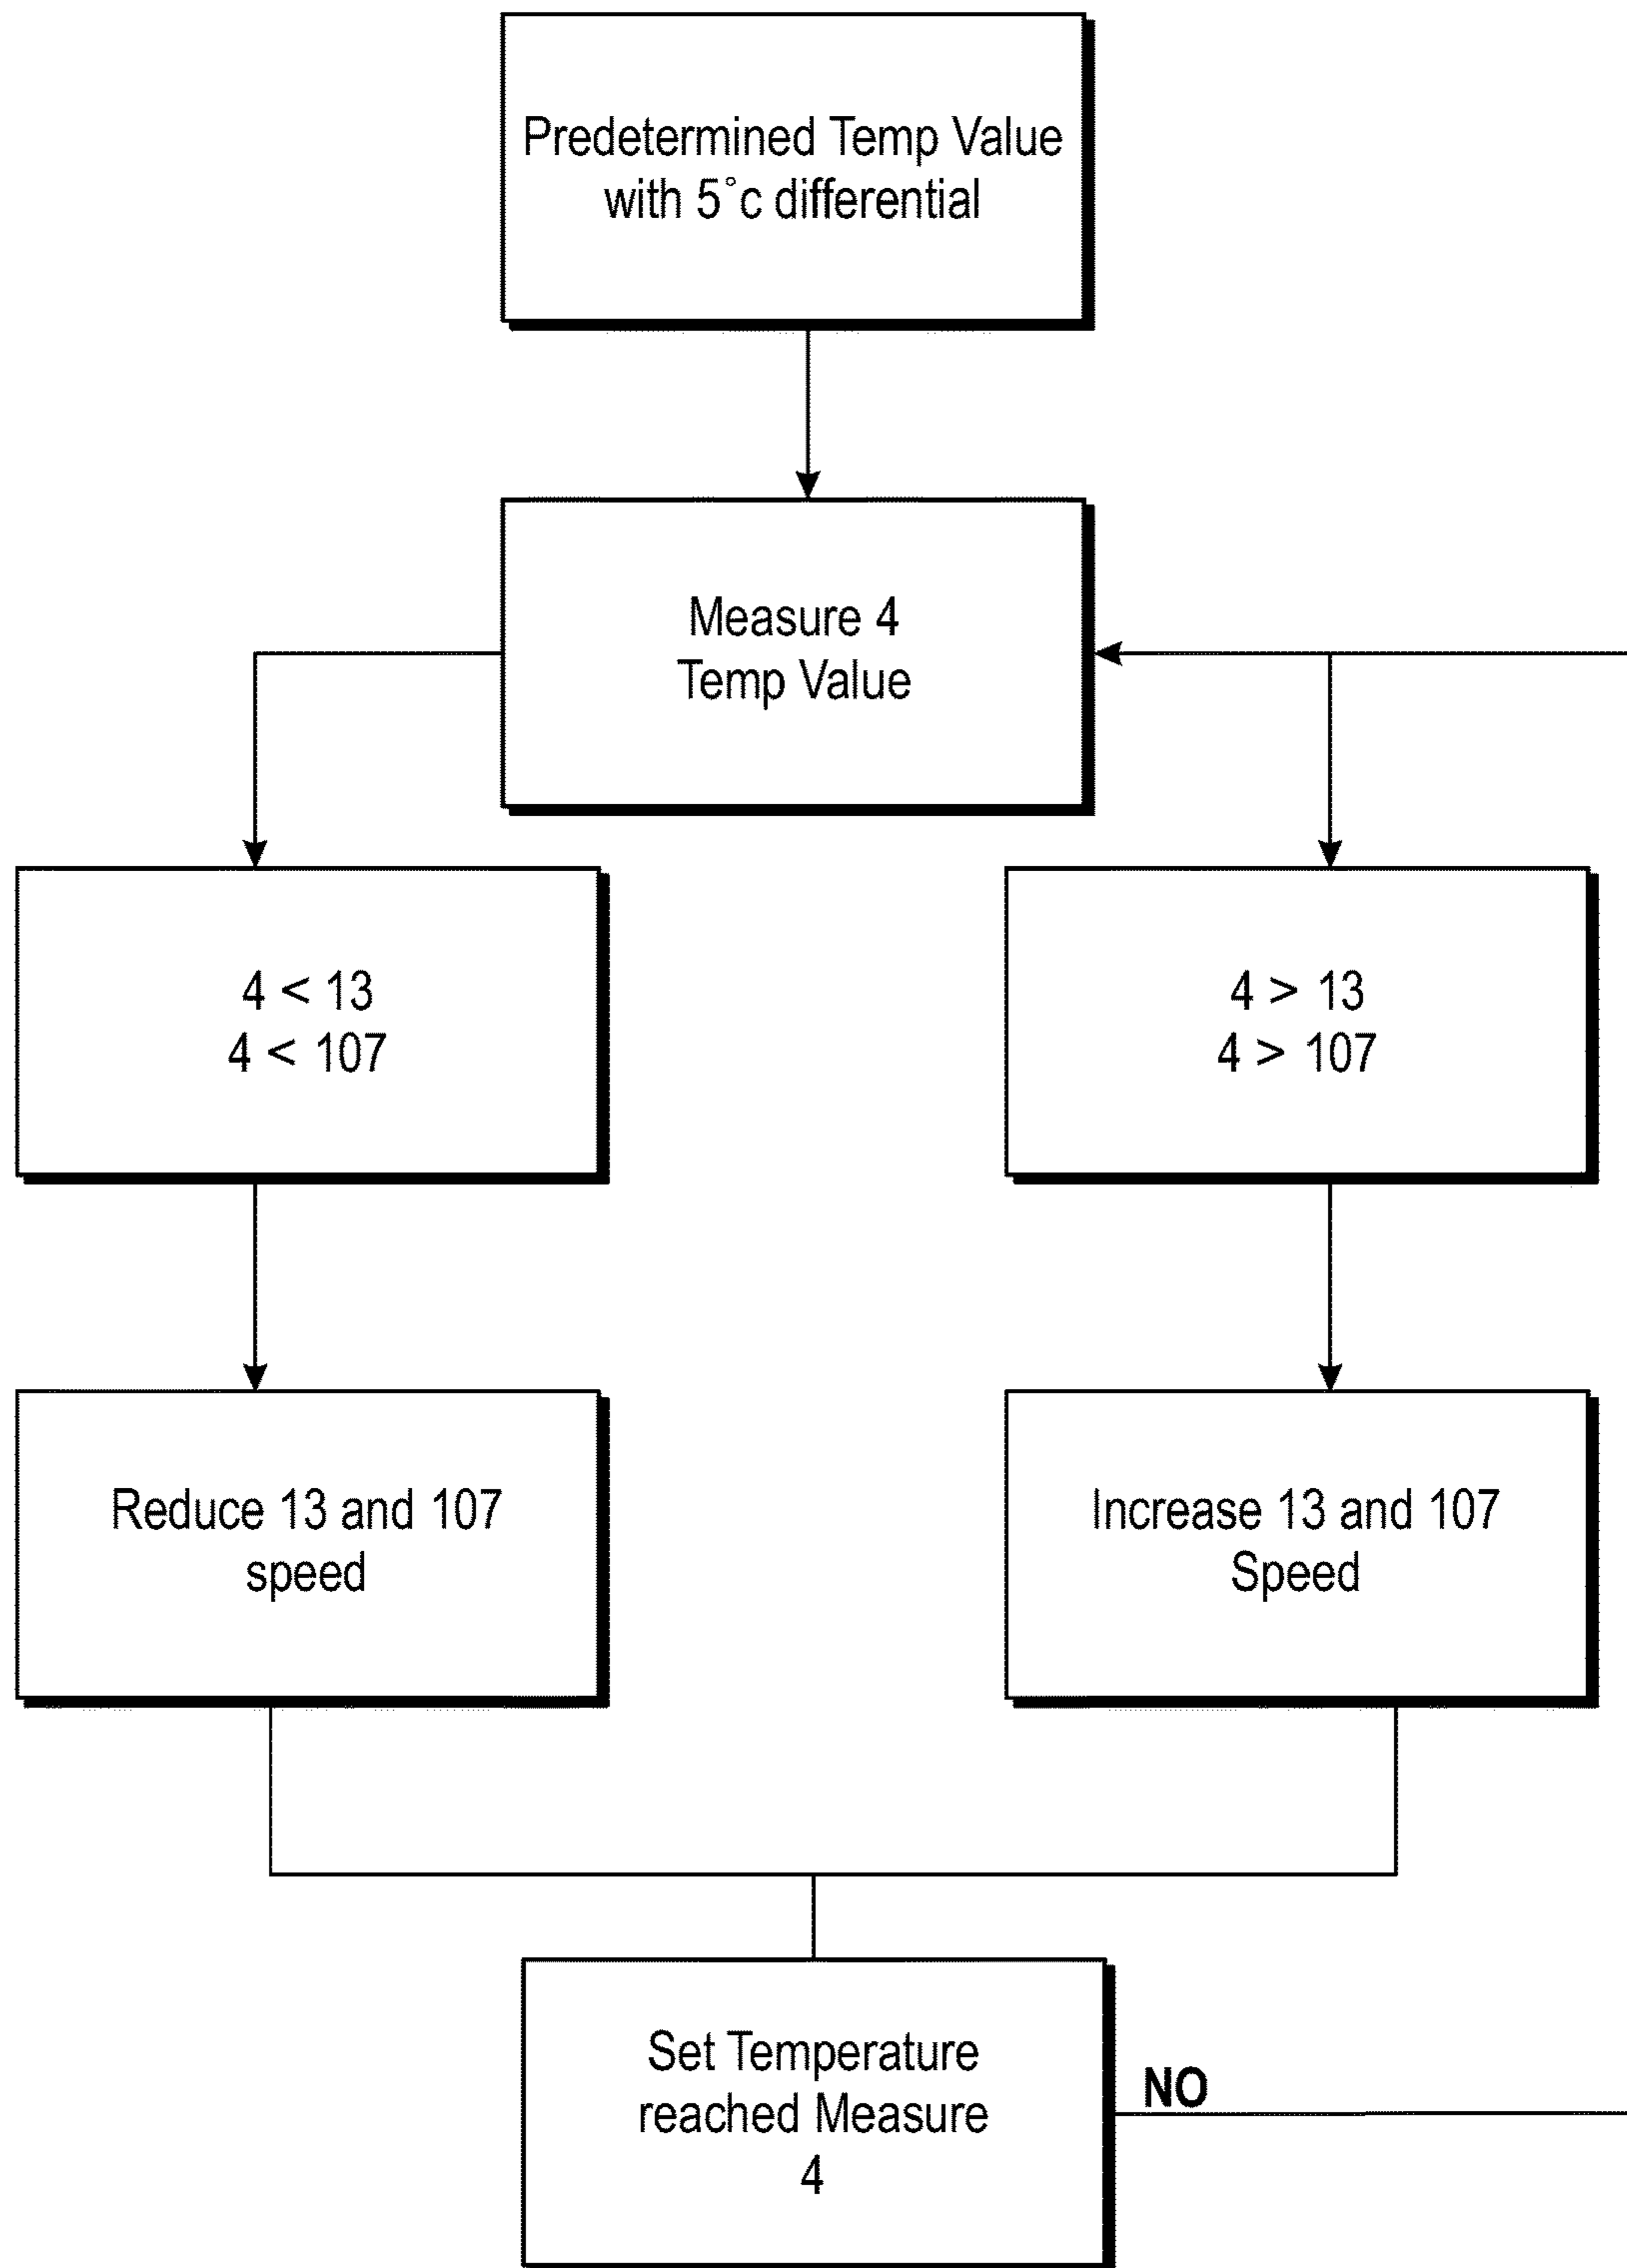 Predetermined Temp Value
with 5°c differential
Measure 4
Temp Value
4 < 13
4 < 107
4 > 13
4 > 107
Reduce 13 and 107
speed
Increase 13 and 107
Speed
Set Temperature
reached Measure
4
NO